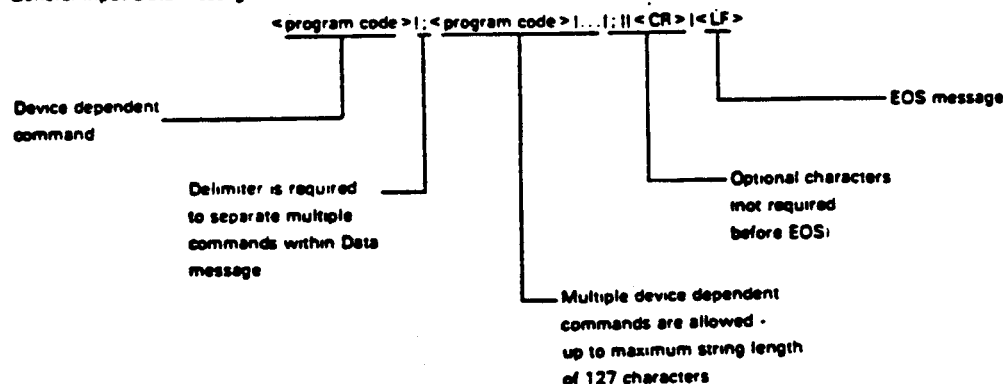 <program code>|;<program code>|...|;||<CR>|<LF>
Device dependent
command
EOS message
Delimiter is required
to separate multiple
commands within Data
message
Optional characters
(not required
before EOS)
Multiple device dependent
commands are allowed -
up to maximum string length
of 127 characters